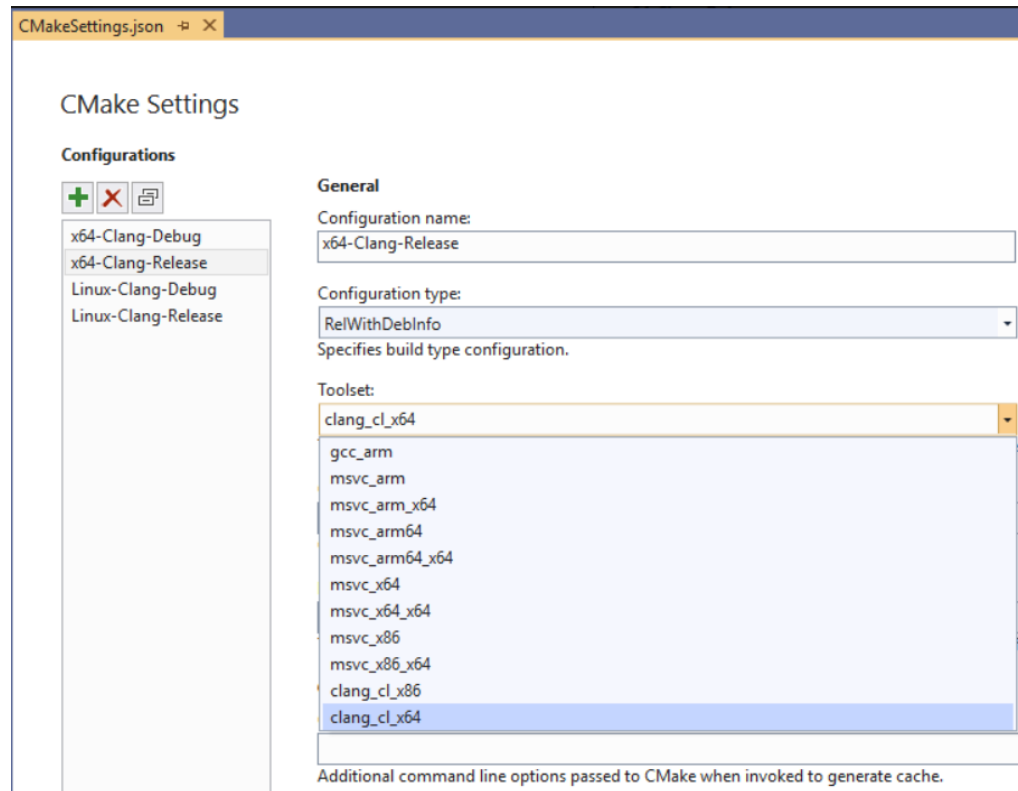 CMakeSettings.json
CMake Settings
Configurations
x64-Clang-Debug
x64-Clang-Release
Linux-Clang-Debug
Linux-Clang-Release
General
Configuration name:
x64-Clang-Release
Configuration type:
RelWithDebInfo
Specifies build type configuration.
Toolset:
clang_cl_x64
gcc_arm
msvc_arm
msvc_arm_x64
msvc_arm64
msvc_arm64_x64
msvc_x64
msvc_x64_x64
msvc_x86
msvc_x86_x64
clang_cl_x86
clang_cl_x64
Additional command line options passed to CMake when invoked to generate cache.